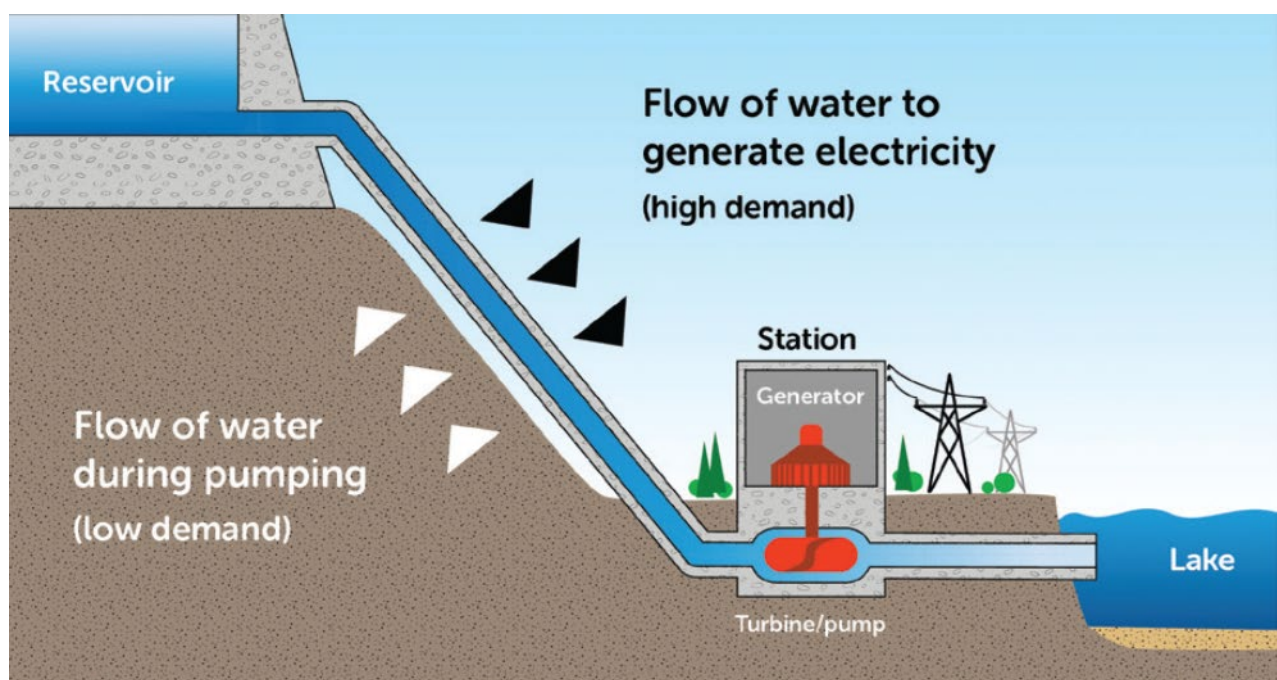 Reservoir
Flow of water to
generate electricity
(high demand)
Station
Generator
Flow of water
during pumping
(low demand)
Lake
Turbine/pump